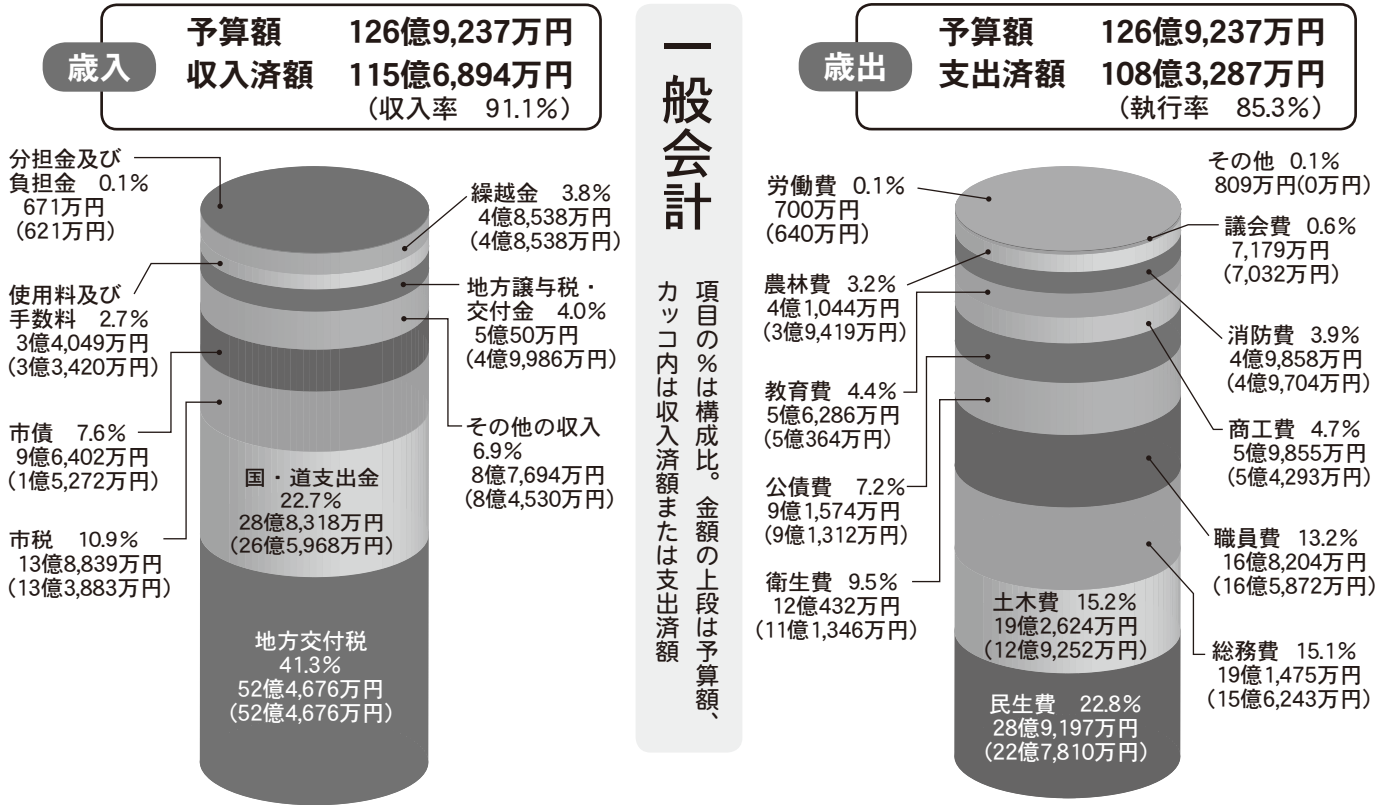 歳入
予算額 126億9,237万円
収入済額 115億6,894万円
（収入率 91.1％）
分担金及び
負担金 0.1％
671万円
（621万円）
使用料及び
手数料 2.7％
3億4,049万円
（3億3,420万円）
市債 7.6％
9億6,402万円
（1億5,272万円）
市税 10.9％
13億8,839万円
（13億3,883万円）
繰越金 3.8％
4億8,538万円
（4億8,538万円）
地方譲与税・
交付金 4.0％
5億50万円
（4億9,986万円）
その他の収入
6.9％
8億7,694万円
（8億4,530万円）
国・道支出金
22.7％
28億8,318万円
（26億5,968万円）
地方交付税
41.3％
52億4,676万円
（52億4,676万円）
一般会計
項目の％は構成比。金額の上段は予算額、
カッコ内は収入済額または支出済額
歳出
予算額 126億9,237万円
支出済額 108億3,287万円
（執行率 85.3％）
労働費 0.1％
700万円
（640万円）
農林費 3.2％
4億1,044万円
（3億9,419万円）
教育費 4.4％
5億6,286万円
（5億364万円）
公債費 7.2％
9億1,574万円
（9億1,312万円）
衛生費 9.5％
12億432万円
（11億1,346万円）
その他 0.1％
809万円（0万円）
議会費 0.6％
7,179万円
（7,032万円）
消防費 3.9％
4億9,858万円
（4億9,704万円）
商工費 4.7％
5億9,855万円
（5億4,293万円）
職員費 13.2％
16億8,204万円
（16億5,872万円）
総務費 15.1％
19億1,475万円
（15億6,243万円）
土木費 15.2％
19億2,624万円
（12億9,252万円）
民生費 22.8％
28億9,197万円
（22億7,810万円）